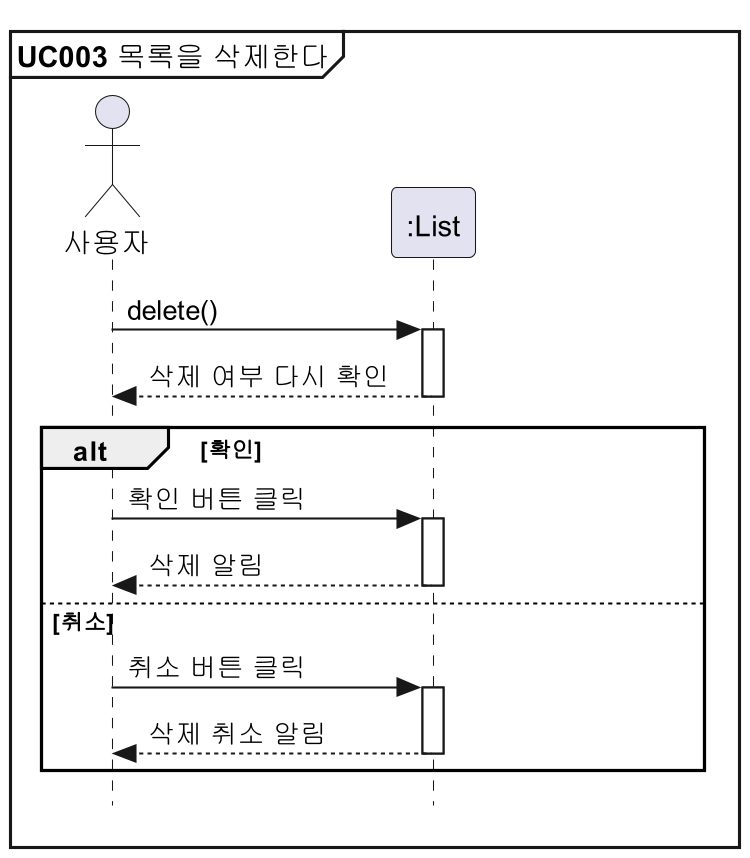 UC003 목록을 삭제한다
사용자
:List
delete()
삭제 여부 다시 확인
alt
[확인]
확인 버튼 클릭
삭제 알림
[취소]
취소 버튼 클릭
삭제 취소 알림